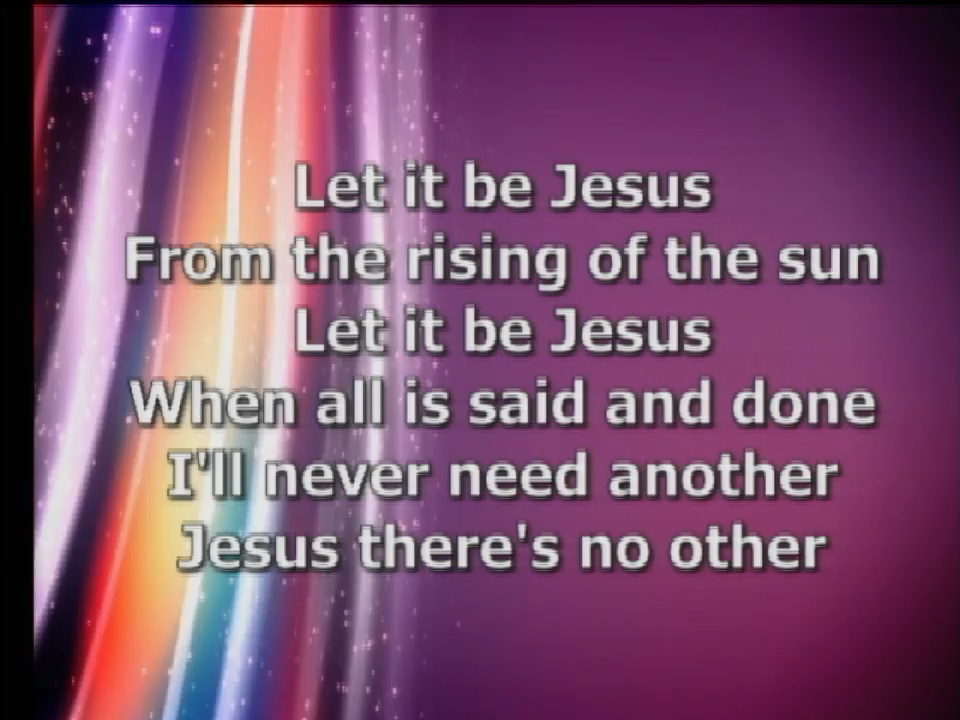 Let it be Jesus
From the rising of the sun
Let it be Jesus
When all is said and done
I'll never need another
Jesus there's no other